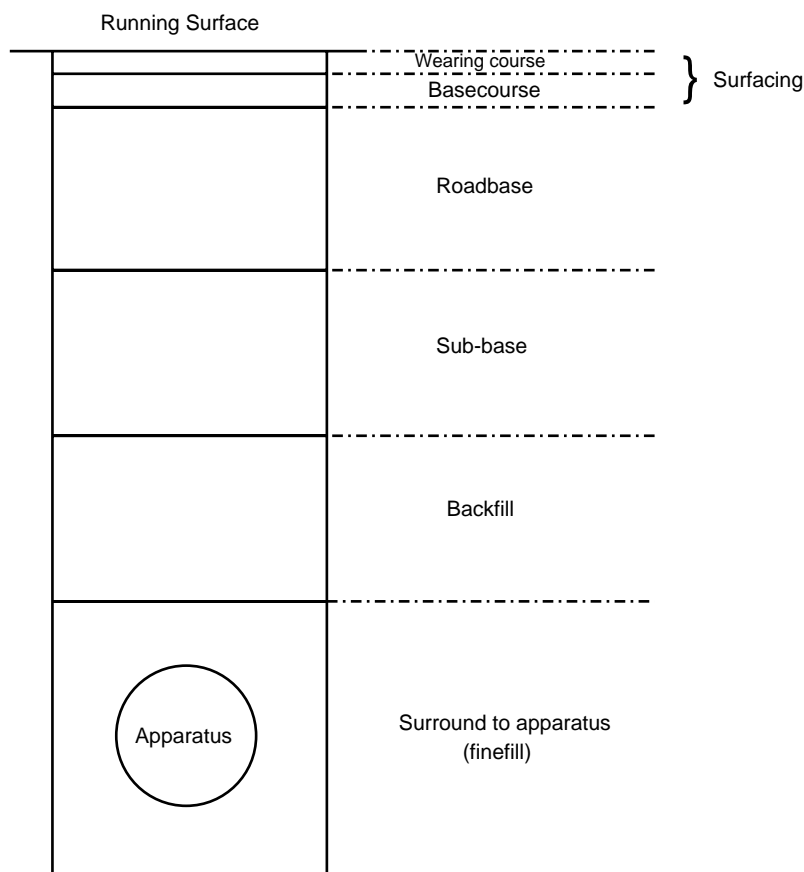 Running Surface
Wearing course
Basecourse
} Surfacing
Roadbase
Sub-base
Backfill
Apparatus
Surround to apparatus
(finefill)